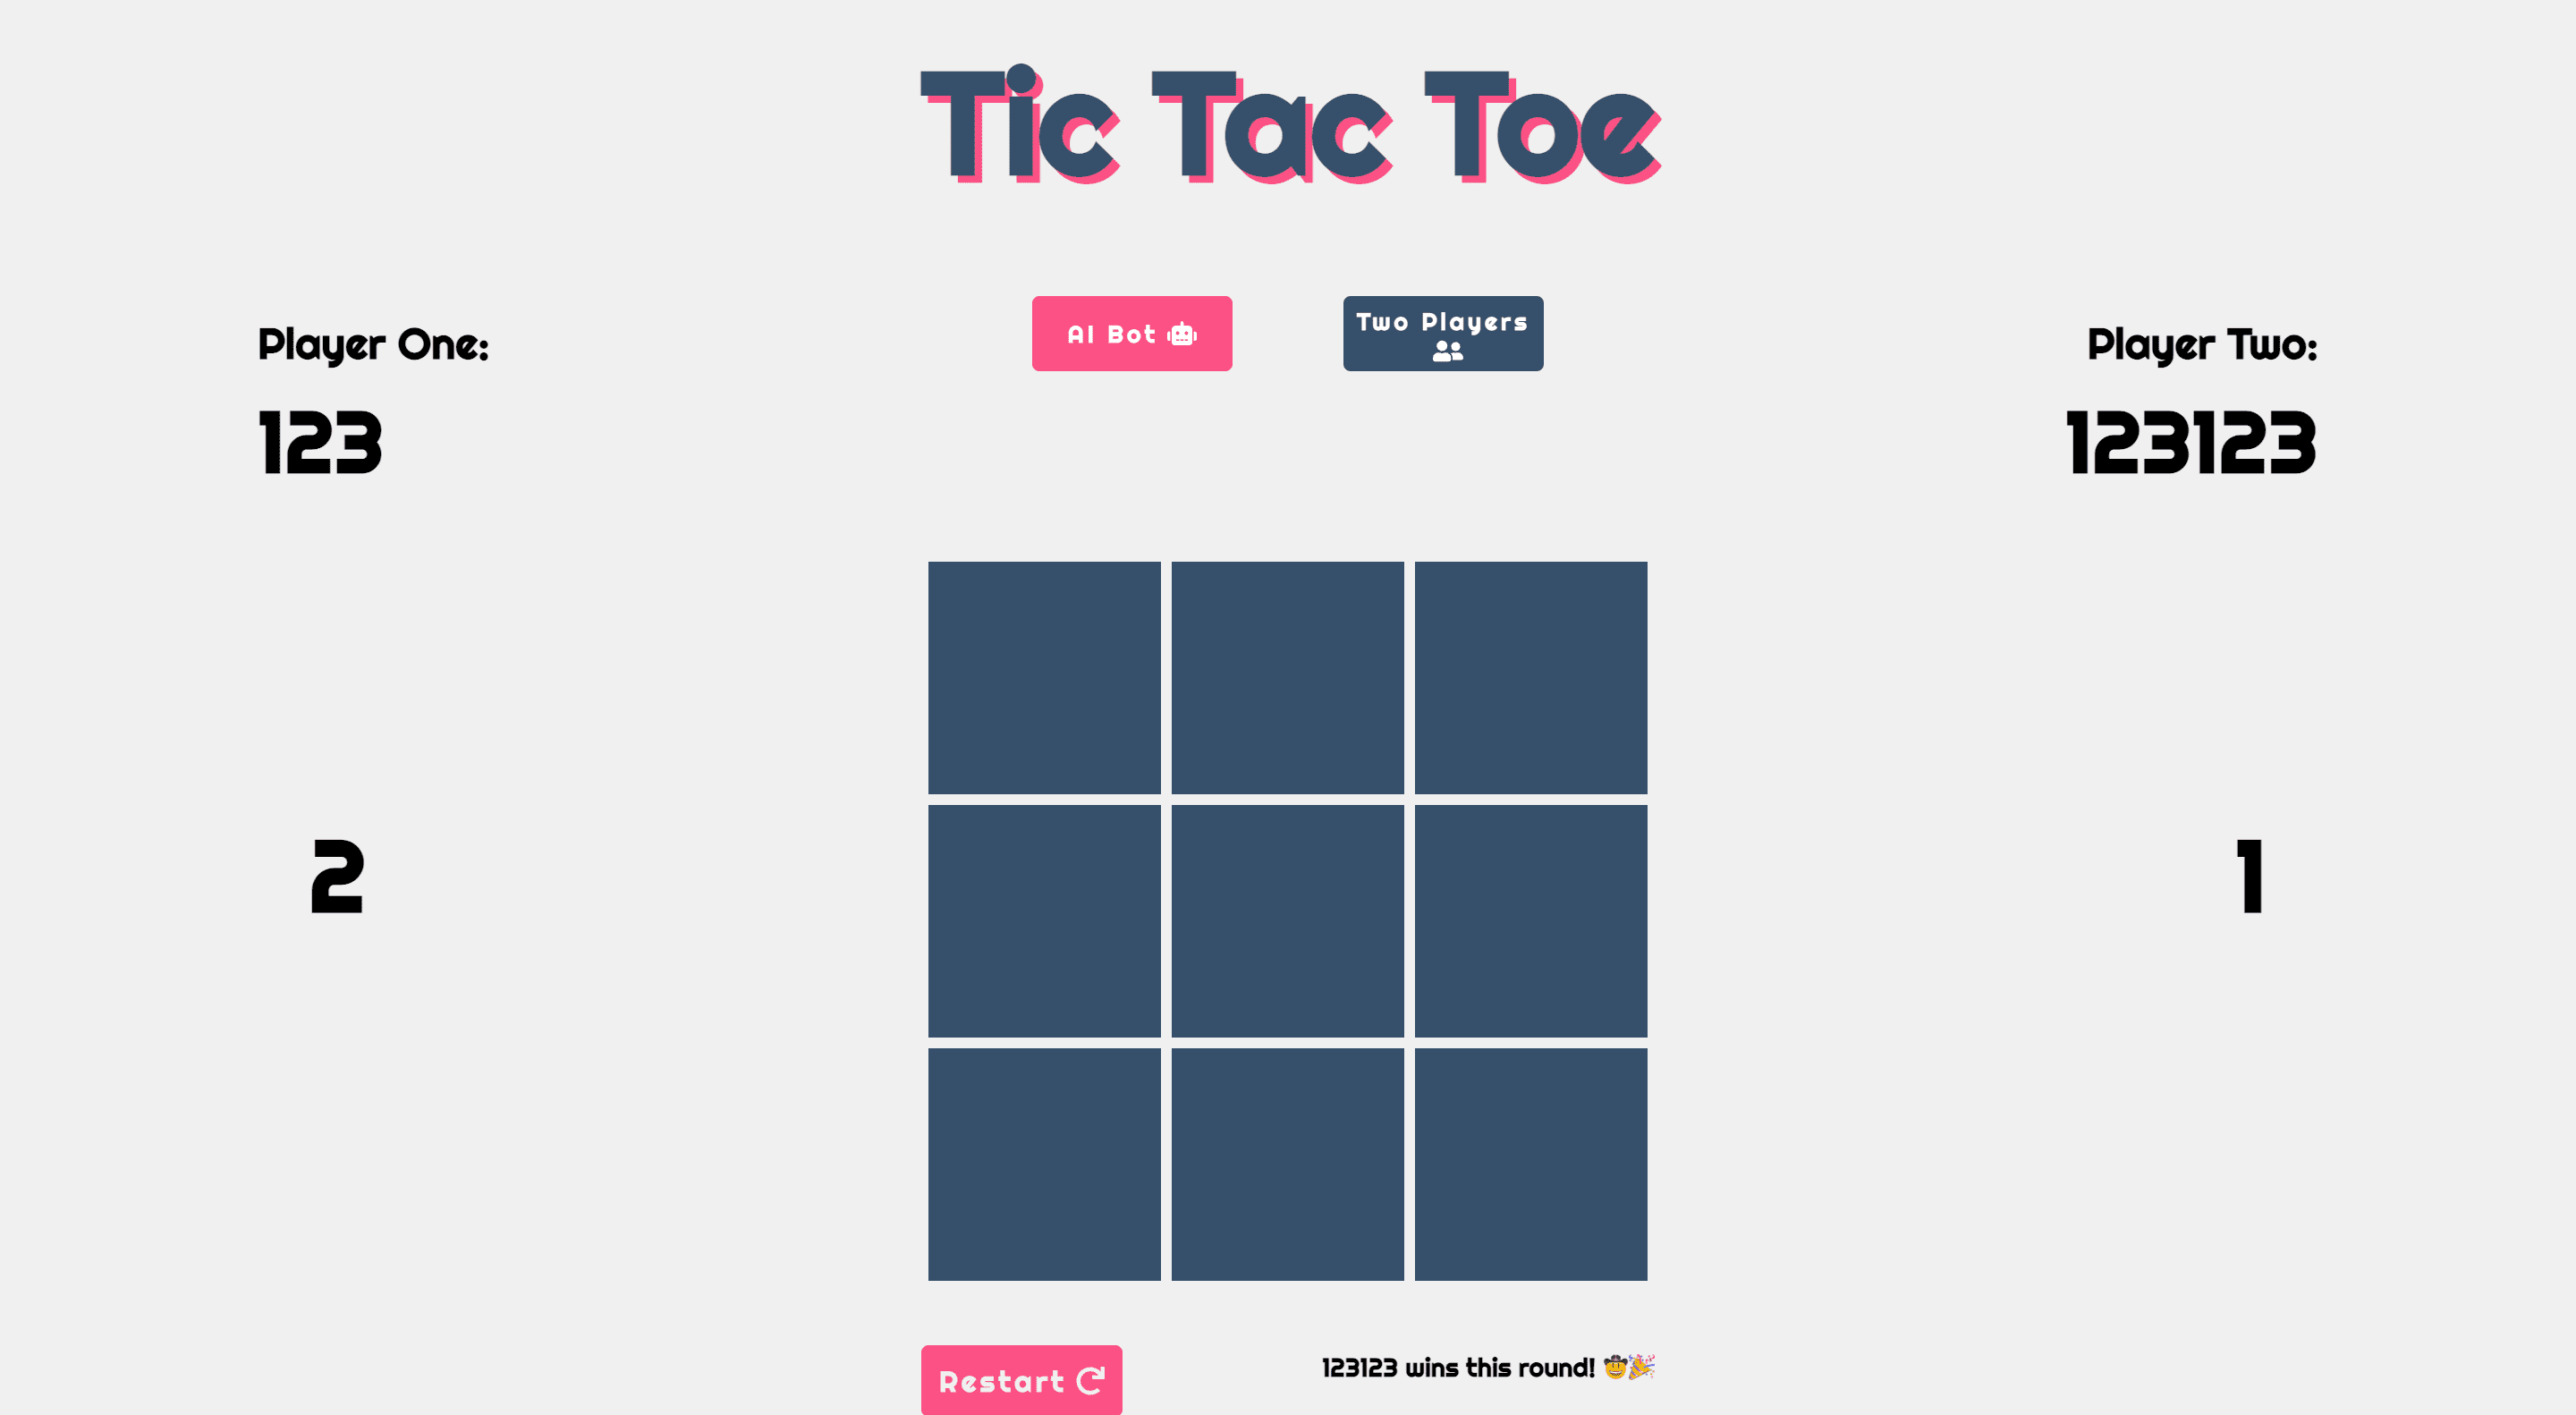 Tic Tac Toe
AI Bot
Two Players
Player One:
123
Player Two:
123123
2
1
Restart
123123 wins this round! 🤠🎉